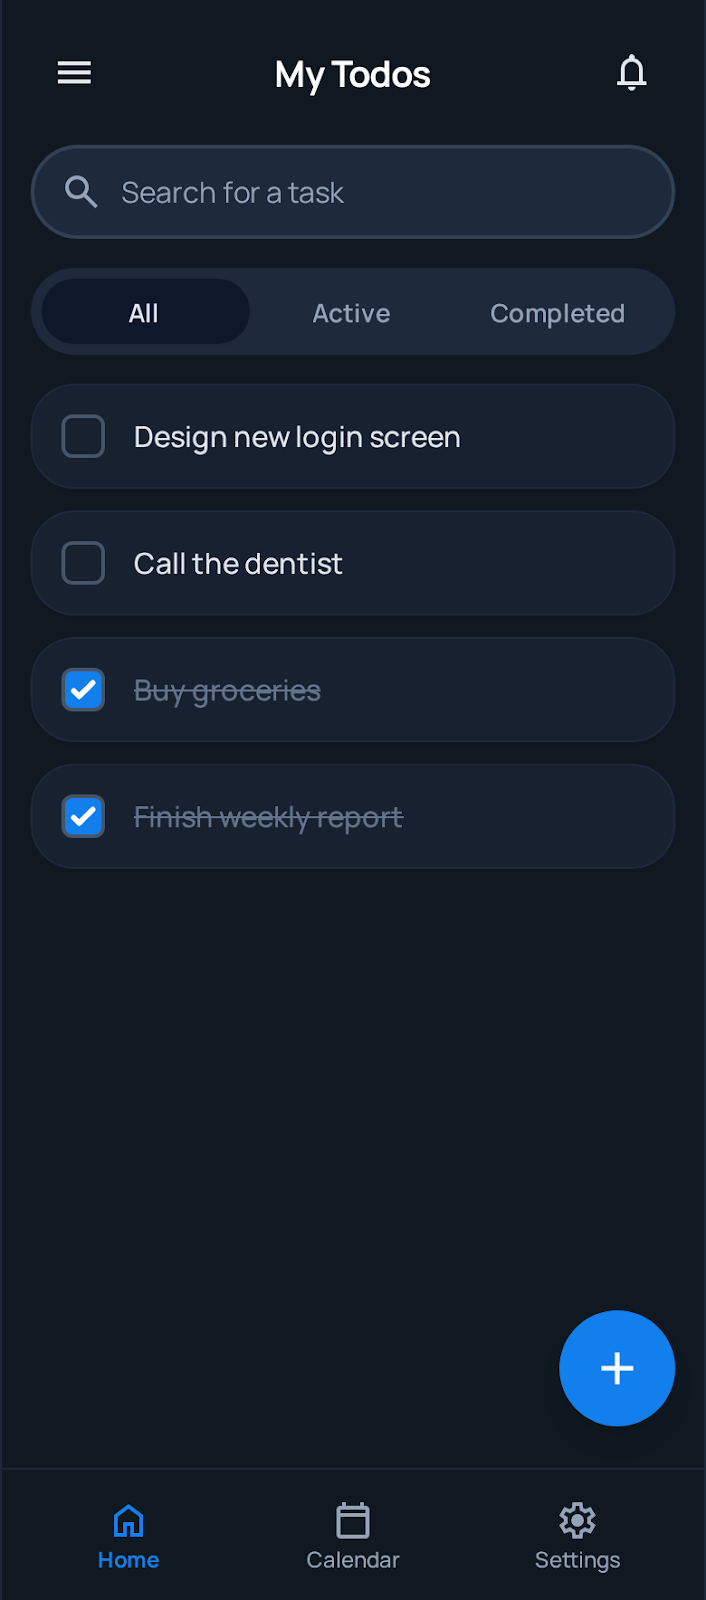 My Todos
Search for a task
All Active Completed
Design new login screen
Call the dentist
Buy groceries
Finish weekly report
Home Calendar Settings